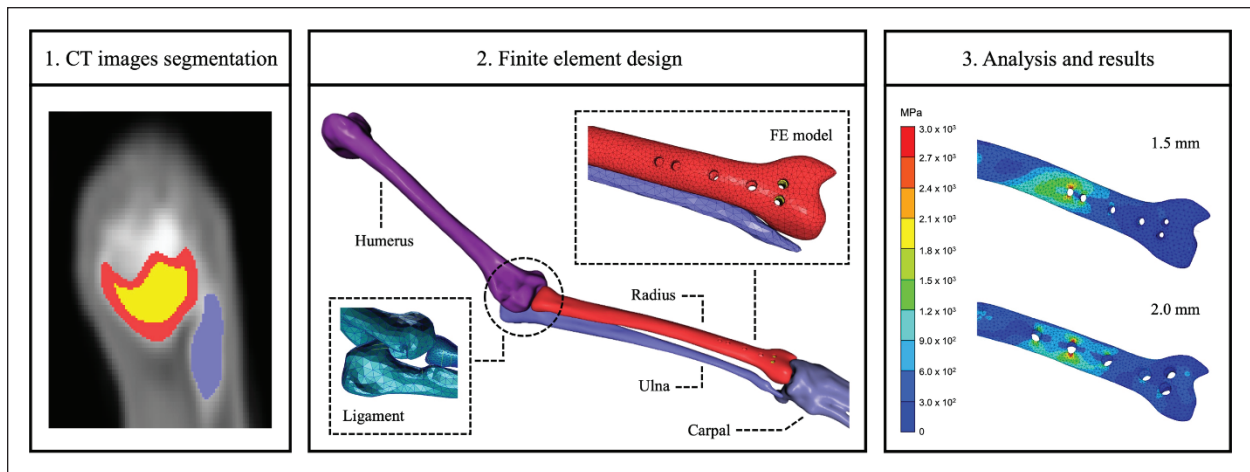 1. CT images segmentation
2. Finite element design
3. Analysis and results
FE model
Humerus
Radius
Ligament
Ulna
Carpal
MPa
3.0 x 10³
2.7 x 10³
2.4 x 10³
2.1 x 10³
1.8 x 10³
1.5 x 10³
1.2 x 10³
9.0 x 10²
6.0 x 10²
3.0 x 10²
0
1.5 mm
2.0 mm